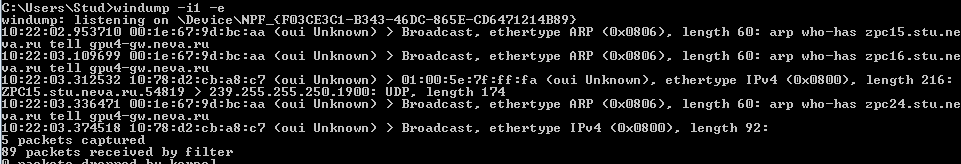 C:\Users\Stud>windump -i1 -e
windump: listening on \Device\NPF_{F03CE3C1-B343-46DC-865E-CD6471214B89}
10:22:02.953710 00:1e:67:9d:bc:aa (oui Unknown) > Broadcast, ethertype ARP (0x0806), length 60: arp who-has zpc15.stu.ne
va.ru tell gpu4-gw.neva.ru
10:22:03.109699 00:1e:67:9d:bc:aa (oui Unknown) > Broadcast, ethertype ARP (0x0806), length 60: arp who-has zpc16.stu.ne
va.ru tell gpu4-gw.neva.ru
10:22:03.312532 10:78:d2:cb:a8:c7 (oui Unknown) > 01:00:5e:7f:ff:fa (oui Unknown), ethertype IPv4 (0x0800), length 216:
ZPC15.stu.neva.ru.54819 > 239.255.255.250.1900: UDP, length 174
10:22:03.336471 00:1e:67:9d:bc:aa (oui Unknown) > Broadcast, ethertype ARP (0x0806), length 60: arp who-has zpc24.stu.ne
va.ru tell gpu4-gw.neva.ru
10:22:03.374518 10:78:d2:cb:a8:c7 (oui Unknown) > Broadcast, ethertype IPv4 (0x0800), length 92:
5 packets captured
89 packets received by filter
0 packets dropped by kernel